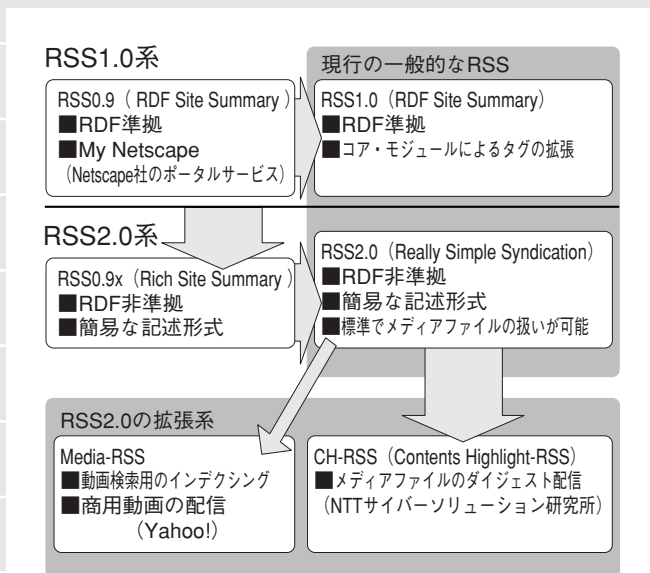 RSS1.0系
RSS0.9（ RDF Site Summary ）
■RDF準拠
■My Netscape
（Netscape社のポータルサービス）
現行の一般的なRSS
RSS1.0（RDF Site Summary）
■RDF準拠
■コア・モジュールによるタグの拡張
RSS2.0系
RSS0.9x（Rich Site Summary ）
■RDF非準拠
■簡易な記述形式
RSS2.0（Really Simple Syndication）
■RDF非準拠
■簡易な記述形式
■標準でメディアファイルの扱いが可能
RSS2.0の拡張系
Media-RSS
■動画検索用のインデクシング
■商用動画の配信
（Yahoo!）
CH-RSS（Contents Highlight-RSS）
■メディアファイルのダイジェスト配信
（NTTサイバーソリューション研究所）